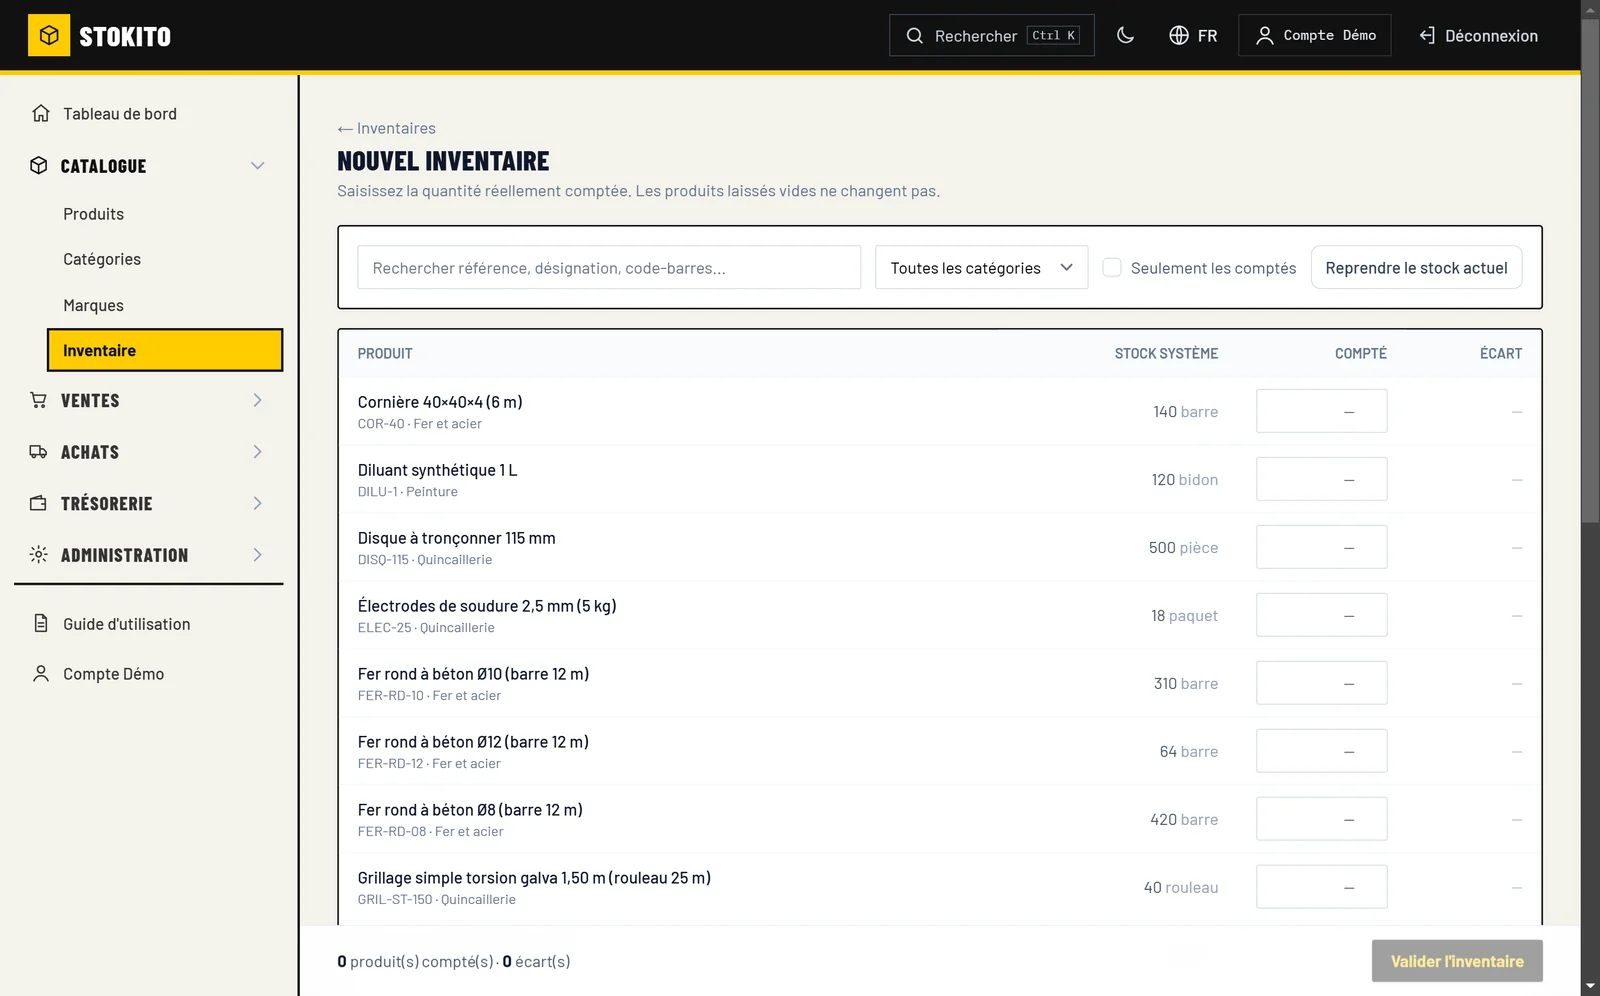 STOKITO
Rechercher Ctrl K
FR
Compte Démo
Déconnexion
Tableau de bord
CATALOGUE
Produits
Catégories
Marques
Inventaire
VENTES
ACHATS
TRÉSORERIE
ADMINISTRATION
Guide d'utilisation
Compte Démo
← Inventaires
NOUVEL INVENTAIRE
Saisissez la quantité réellement comptée. Les produits laissés vides ne changent pas.
Rechercher référence, désignation, code-barres...
Toutes les catégories
Seulement les comptés
Reprendre le stock actuel
PRODUIT STOCK SYSTÈME COMPTÉ ÉCART
Cornière 40×40×4 (6 m)
COR-40 · Fer et acier
140 barre — —
Diluant synthétique 1 L
DILU-1 · Peinture
120 bidon — —
Disque à tronçonner 115 mm
DISQ-115 · Quincaillerie
500 pièce — —
Électrodes de soudure 2,5 mm (5 kg)
ELEC-25 · Quincaillerie
18 paquet — —
Fer rond à béton Ø10 (barre 12 m)
FER-RD-10 · Fer et acier
310 barre — —
Fer rond à béton Ø12 (barre 12 m)
FER-RD-12 · Fer et acier
64 barre — —
Fer rond à béton Ø8 (barre 12 m)
FER-RD-08 · Fer et acier
420 barre — —
Grillage simple torsion galva 1,50 m (rouleau 25 m)
GRIL-ST-150 · Quincaillerie
40 rouleau — —
0 produit(s) compté(s) · 0 écart(s)
Valider l'inventaire